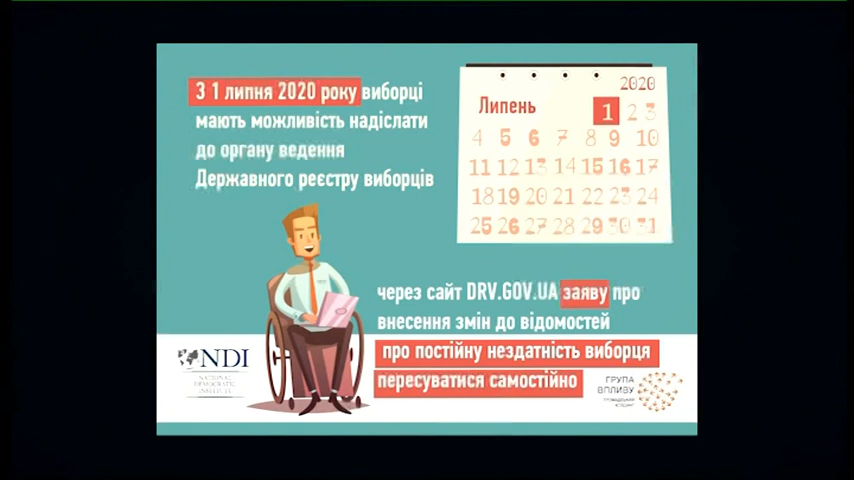 З 1 липня 2020 року виборці
мають можливість надіслати
до органу ведення
Державного реєстру виборців
2020
Липень
1 2 3
4 5 6 7 8 9 10
11 12 13 14 15 16 17
18 19 20 21 22 23 24
25 26 27 28 29 30 31
через сайт DRV.GOV.UA заяву про
внесення змін до відомостей
про постійну нездатність виборця
пересуватися самостійно
NDI
NATIONAL
DEMOCRATIC
INSTITUTE
ГРУПА
ВПЛИВУ